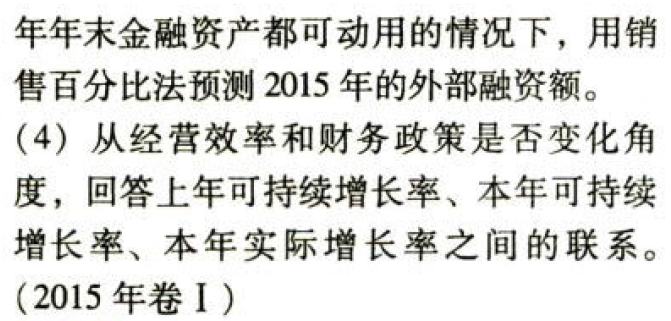 年年末金融资产都可动用的情况下，用销
售百分比法预测 2015 年的外部融资额。
（4）从经营效率和财务政策是否变化角
度，回答上年可持续增长率、本年可持续
增长率、本年实际增长率之间的联系。
（2015 年卷Ⅰ）